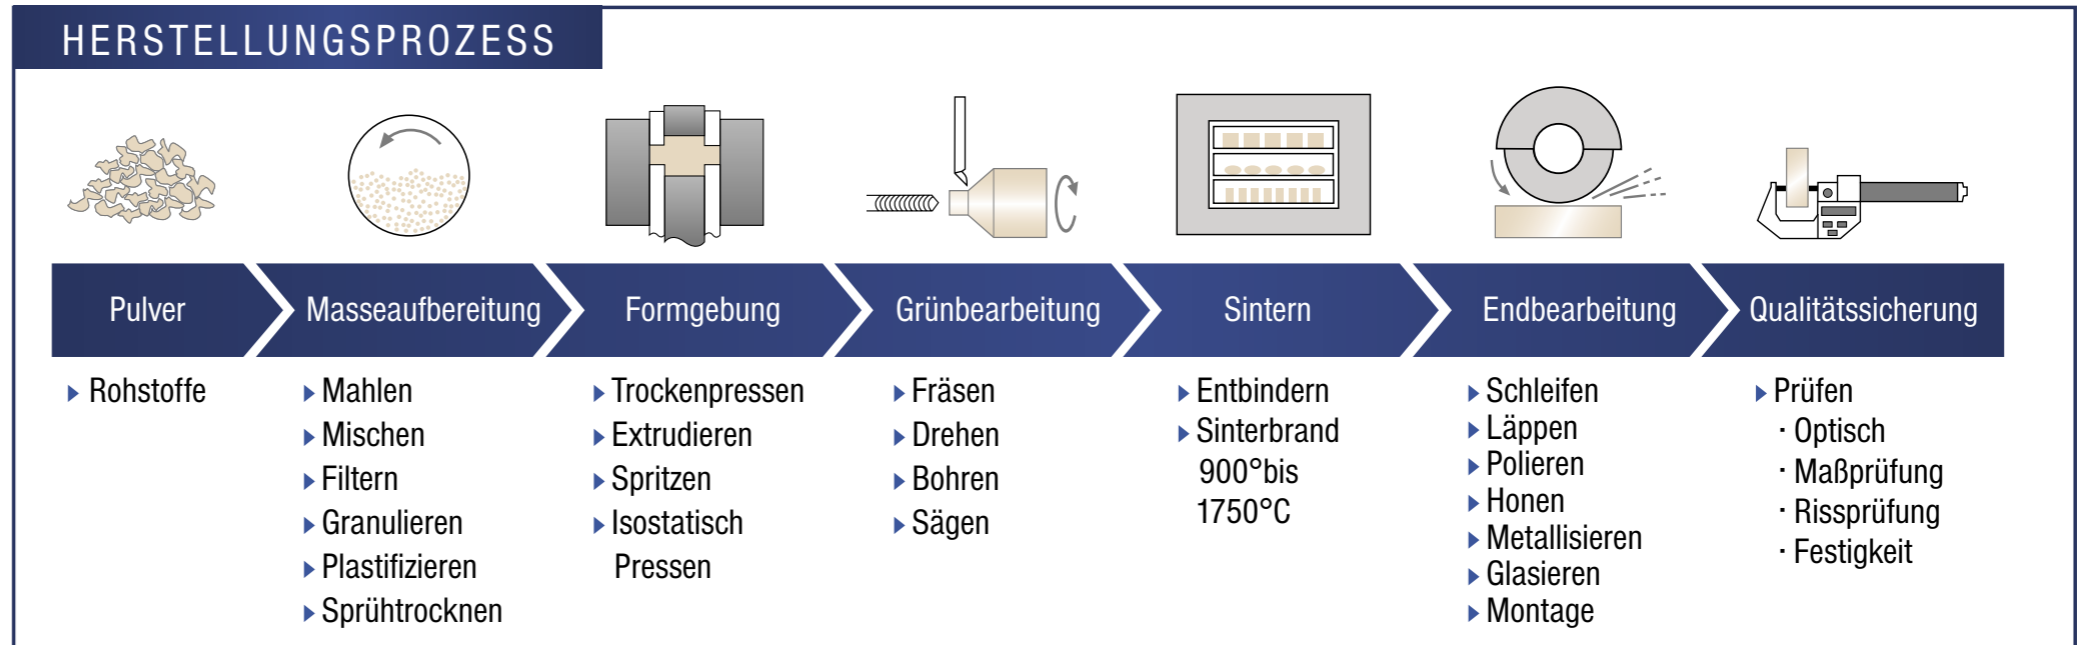 HERSTELLUNGSPROZESS
Pulver
Masseaufbereitung
Formgebung
Grünbearbeitung
Sintern
Endbearbeitung
Qualitätssicherung
Rohstoffe
Mahlen
Mischen
Filtern
Granulieren
Plastifizieren
Sprühtrocknen
Trockenpressen
Extrudieren
Spritzen
Isostatisch
Pressen
Fräsen
Drehen
Bohren
Sägen
Entbindern
Sinterbrand
900°bis
1750°C
Schleifen
Läppen
Polieren
Honen
Metallisieren
Glasieren
Montage
Prüfen
· Optisch
· Maßprüfung
· Rissprüfung
· Festigkeit